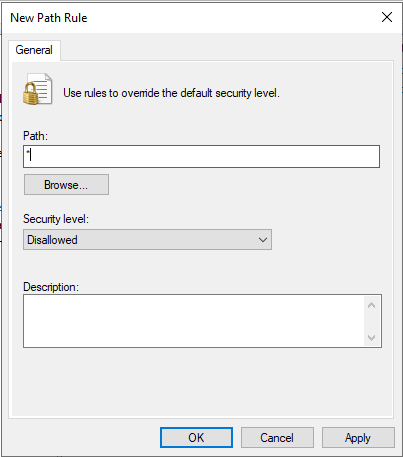 New Path Rule
General
Use rules to override the default security level.
Path:
*
Browse...
Security level:
Disallowed
Description:
OK
Cancel
Apply